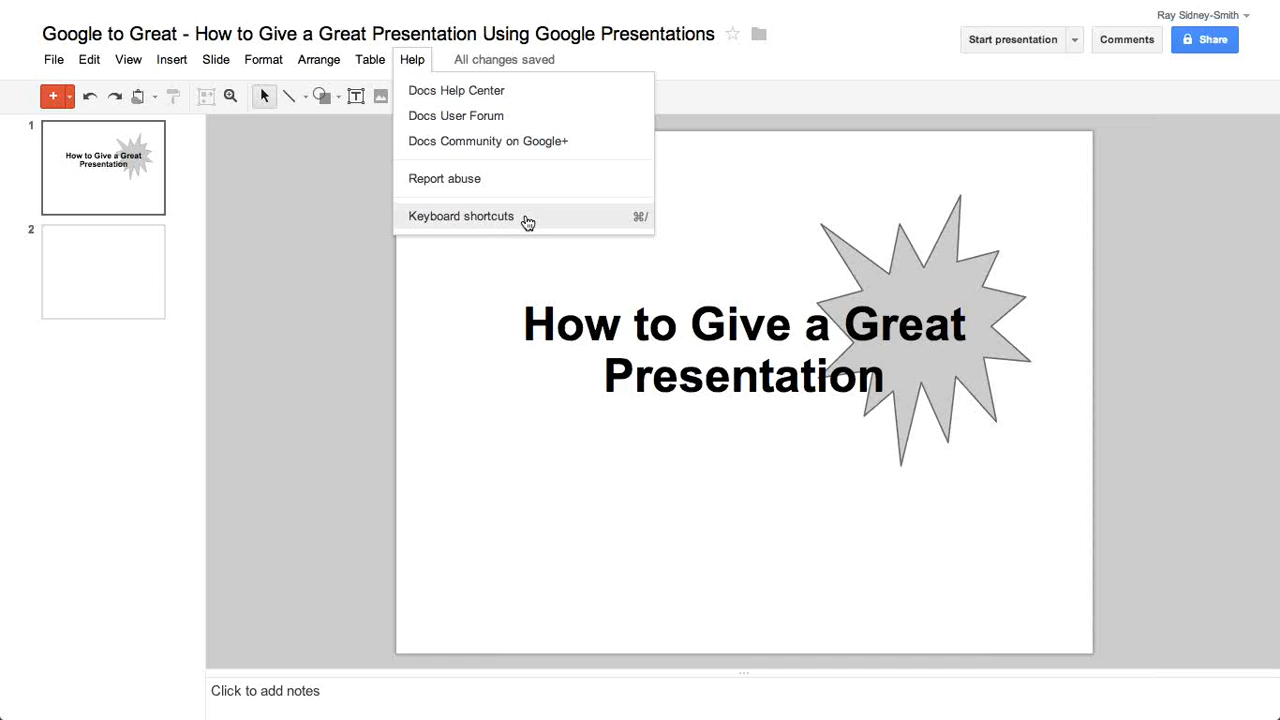 Ray Sidney-Smith
Google to Great - How to Give a Great Presentation Using Google Presentations
Start presentation
Comments
Share
File Edit View Insert Slide Format Arrange Table Help All changes saved
Docs Help Center
Docs User Forum
Docs Community on Google+
Report abuse
Keyboard shortcuts ⌘/
1
How to Give a Great
Presentation
2
How to Give a Great
Presentation
Click to add notes